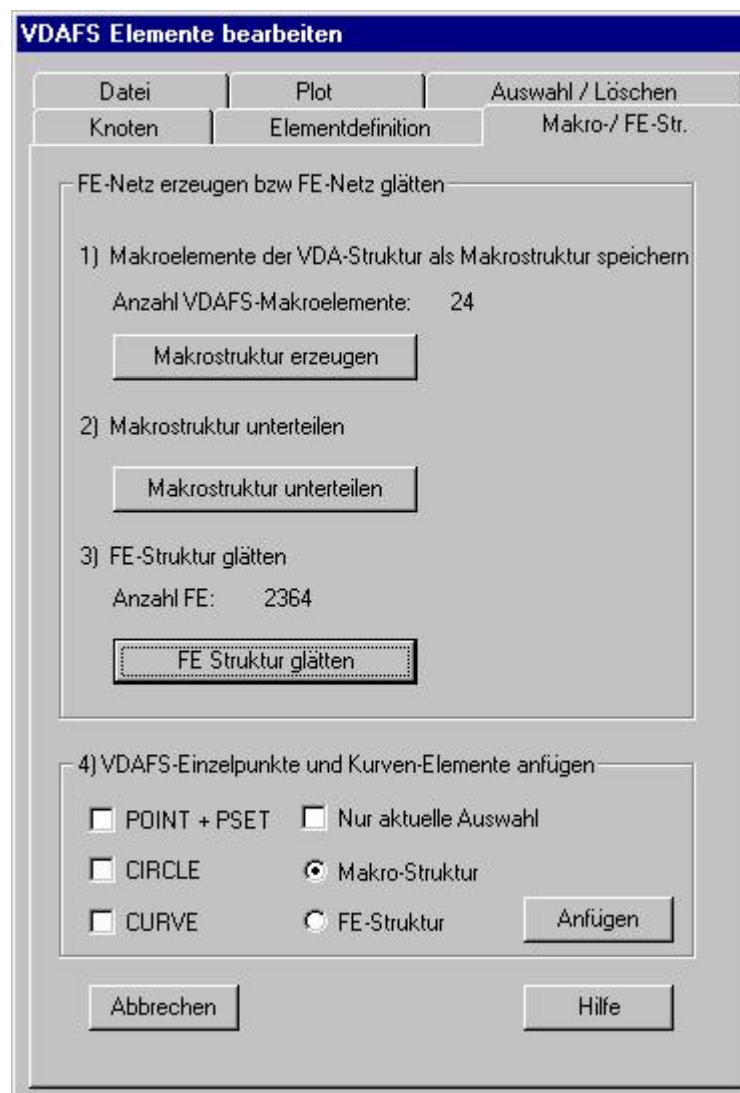 VDAFS Elemente bearbeiten
Datei Plot Auswahl / Löschen
Knoten Elementdefinition Makro-/ FE-Str.
FE-Netz erzeugen bzw FE-Netz glätten
1) Makroelemente der VDA-Struktur als Makrostruktur speichern
Anzahl VDAFS-Makroelemente: 24
Makrostruktur erzeugen
2) Makrostruktur unterteilen
Makrostruktur unterteilen
3) FE-Struktur glätten
Anzahl FE: 2364
FE Struktur glätten
4) VDAFS-Einzelpunkte und Kurven-Elemente anfügen
POINT + PSET Nur aktuelle Auswahl
CIRCLE Makro-Struktur
CURVE FE-Struktur Anfügen
Abbrechen Hilfe